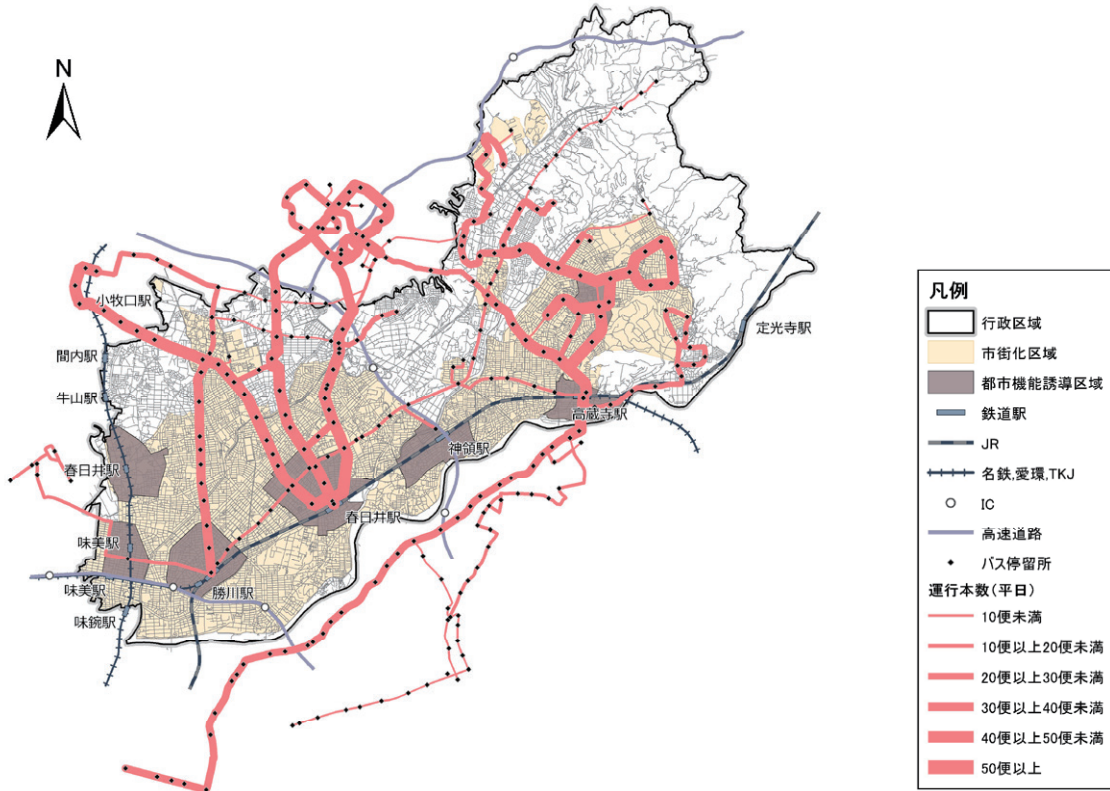 N
小牧口駅
間内駅
牛山駅
春日井駅
味美駅
味美駅
味鋺駅
勝川駅
春日井駅
神領駅
高蔵寺駅
定光寺駅
凡例
行政区域
市街化区域
都市機能誘導区域
鉄道駅
JR
名鉄,愛環,TKJ
IC
高速道路
バス停留所
運行本数(平日)
10便未満
10便以上20便未満
20便以上30便未満
30便以上40便未満
40便以上50便未満
50便以上